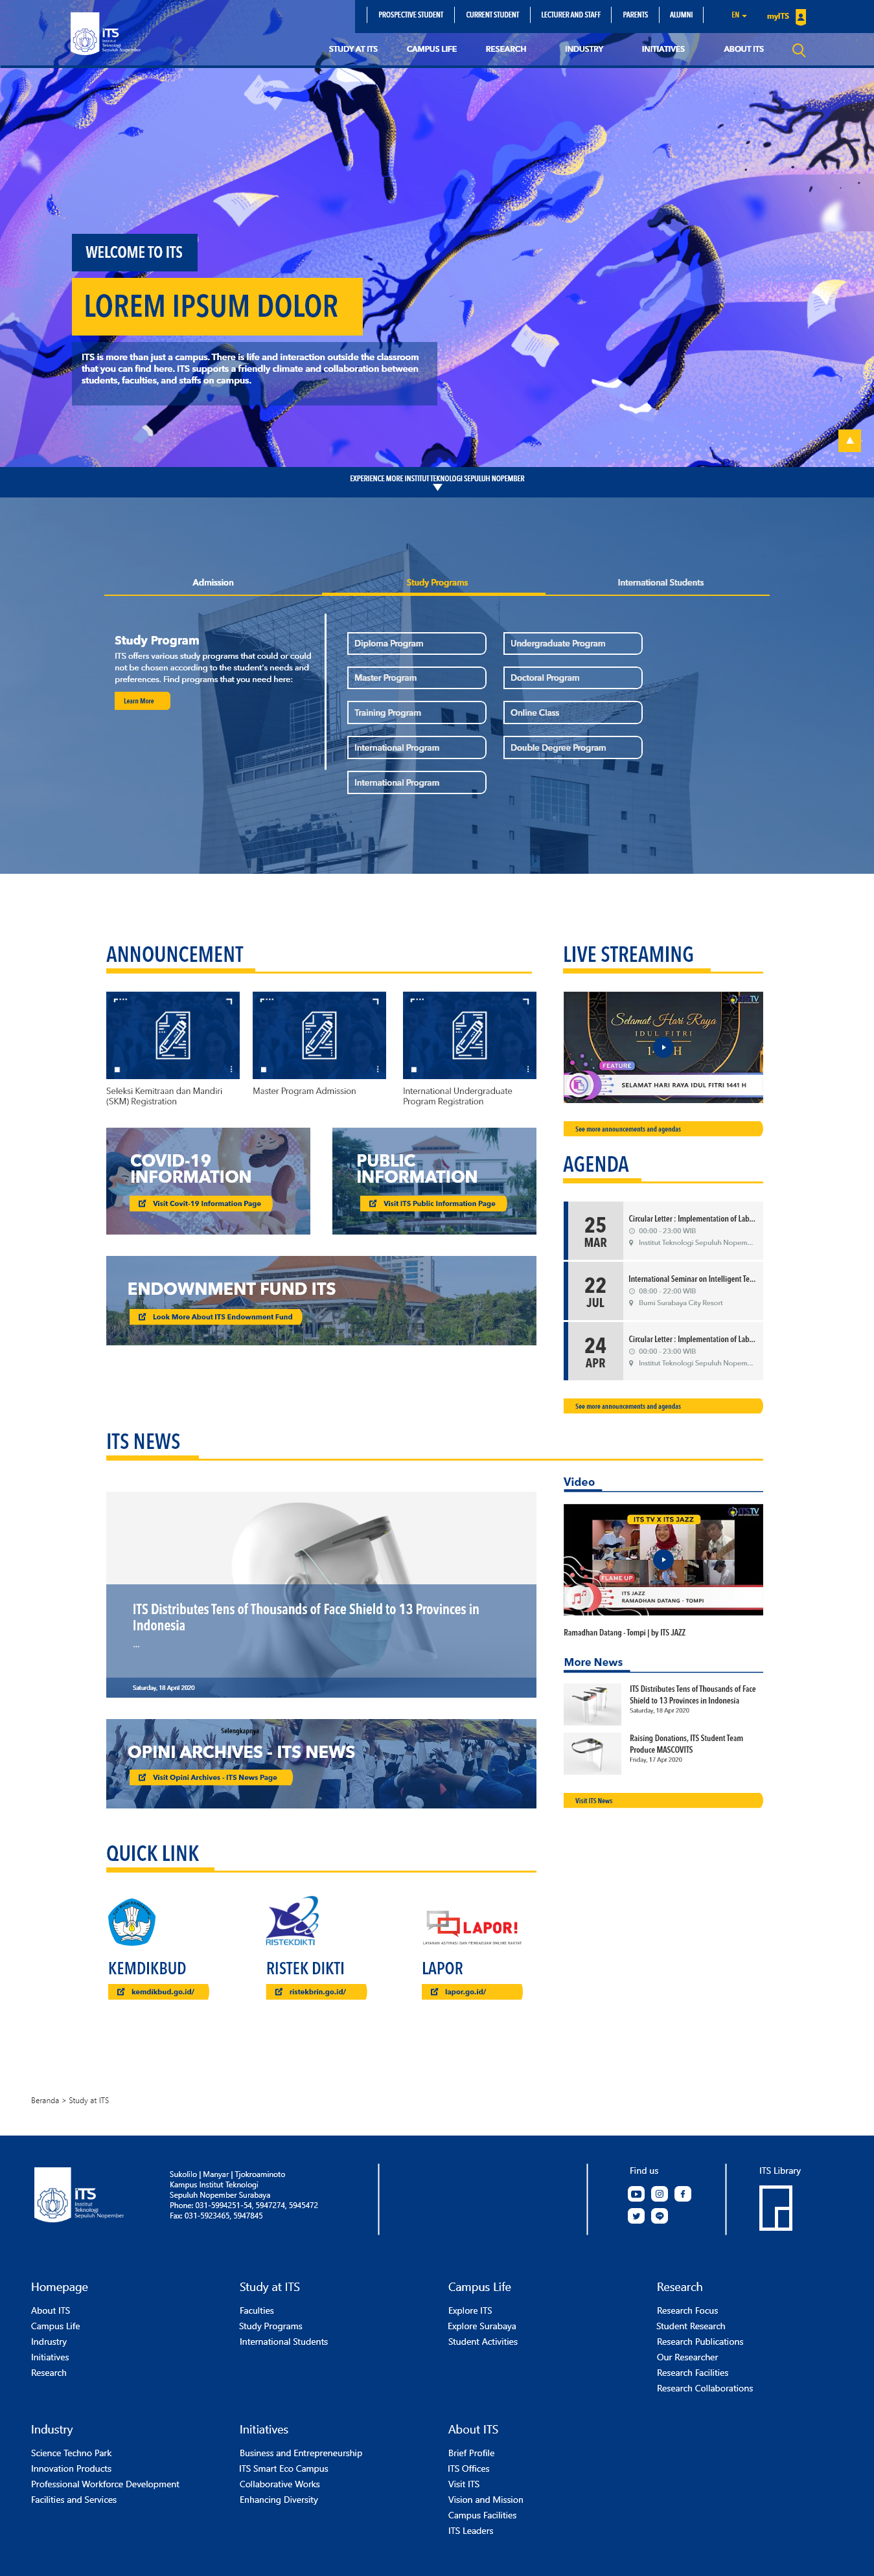 PROSPECTIVE STUDENT
CURRENT STUDENT
LECTURER AND STAFF
PARENTS
ALUMNI
EN
myITS
ITS
Institut
Teknologi
Sepuluh Nopember
STUDY AT ITS
CAMPUS LIFE
RESEARCH
INDUSTRY
INITIATIVES
ABOUT ITS
WELCOME TO ITS
LOREM IPSUM DOLOR
ITS is more than just a campus. There is life and interaction outside the classroom
that you can find here. ITS supports a friendly climate and collaboration between
students, faculties, and staffs on campus.
EXPERIENCE MORE INSTITUT TEKNOLOGI SEPULUH NOPEMBER
Admission
Study Programs
International Students
Study Program
ITS offers various study programs that could or could
not be chosen according to the student's needs and
preferences. Find programs that you need here:
Learn More
Diploma Program
Undergraduate Program
Master Program
Doctoral Program
Training Program
Online Class
International Program
Double Degree Program
International Program
ANNOUNCEMENT
Seleksi Kemitraan dan Mandiri
(SKM) Registration
Master Program Admission
International Undergraduate
Program Registration
COVID-19
INFORMATION
Visit Covit-19 Information Page
PUBLIC
INFORMATION
Visit ITS Public Information Page
ENDOWNMENT FUND ITS
Look More About ITS Endownment Fund
LIVE STREAMING
ITS TV
Selamat Hari Raya
IDUL FITRI
FEATURE
SELAMAT HARI RAYA IDUL FITRI 1441 H
See more announcements and agendas
AGENDA
25
MAR
Circular Letter : Implementation of Lab...
00:00 - 23:00 WIB
Institut Teknologi Sepuluh Nopem...
22
JUL
International Seminar on Intelligent Te...
08:00 - 22:00 WIB
Bumi Surabaya City Resort
24
APR
Circular Letter : Implementation of Lab...
00:00 - 23:00 WIB
Institut Teknologi Sepuluh Nopem...
See more announcements and agendas
ITS NEWS
ITS Distributes Tens of Thousands of Face Shield to 13 Provinces in
Indonesia
...
Saturday, 18 April 2020
Selengkapnya
OPINI ARCHIVES - ITS NEWS
Visit Opini Archives - ITS News Page
Video
ITS TV
ITS TV X ITS JAZZ
FLAME UP
ITS JAZZ
RAMADHAN DATANG - TOMPI
Ramadhan Datang - Tompi | by ITS JAZZ
More News
ITS Distributes Tens of Thousands of Face
Shield to 13 Provinces in Indonesia
Saturday, 18 Apr 2020
Raising Donations, ITS Student Team
Produce MASCOVITS
Friday, 17 Apr 2020
Visit ITS News
QUICK LINK
RISTEKDIKTI
LAPOR!
LAYANAN ASPIRASI DAN PENGADUAN ONLINE RAKYAT
KEMDIKBUD
kemdikbud.go.id/
RISTEK DIKTI
ristekbrin.go.id/
LAPOR
lapor.go.id/
Beranda > Study at ITS
ITS
Institut
Teknologi
Sepuluh Nopember
Sukolilo | Manyar | Tjokroaminoto
Kampus Institut Teknologi
Sepuluh Nopember Surabaya
Phone: 031-5994251-54, 5947274, 5945472
Fax: 031-5923465, 5947845
Find us
ITS Library
Homepage
About ITS
Campus Life
Indrustry
Initiatives
Research
Study at ITS
Faculties
Study Programs
International Students
Campus Life
Explore ITS
Explore Surabaya
Student Activities
Research
Research Focus
Student Research
Research Publications
Our Researcher
Research Facilities
Research Collaborations
Industry
Science Techno Park
Innovation Products
Professional Workforce Development
Facilities and Services
Initiatives
Business and Entrepreneurship
ITS Smart Eco Campus
Collaborative Works
Enhancing Diversity
About ITS
Brief Profile
ITS Offices
Visit ITS
Vision and Mission
Campus Facilities
ITS Leaders